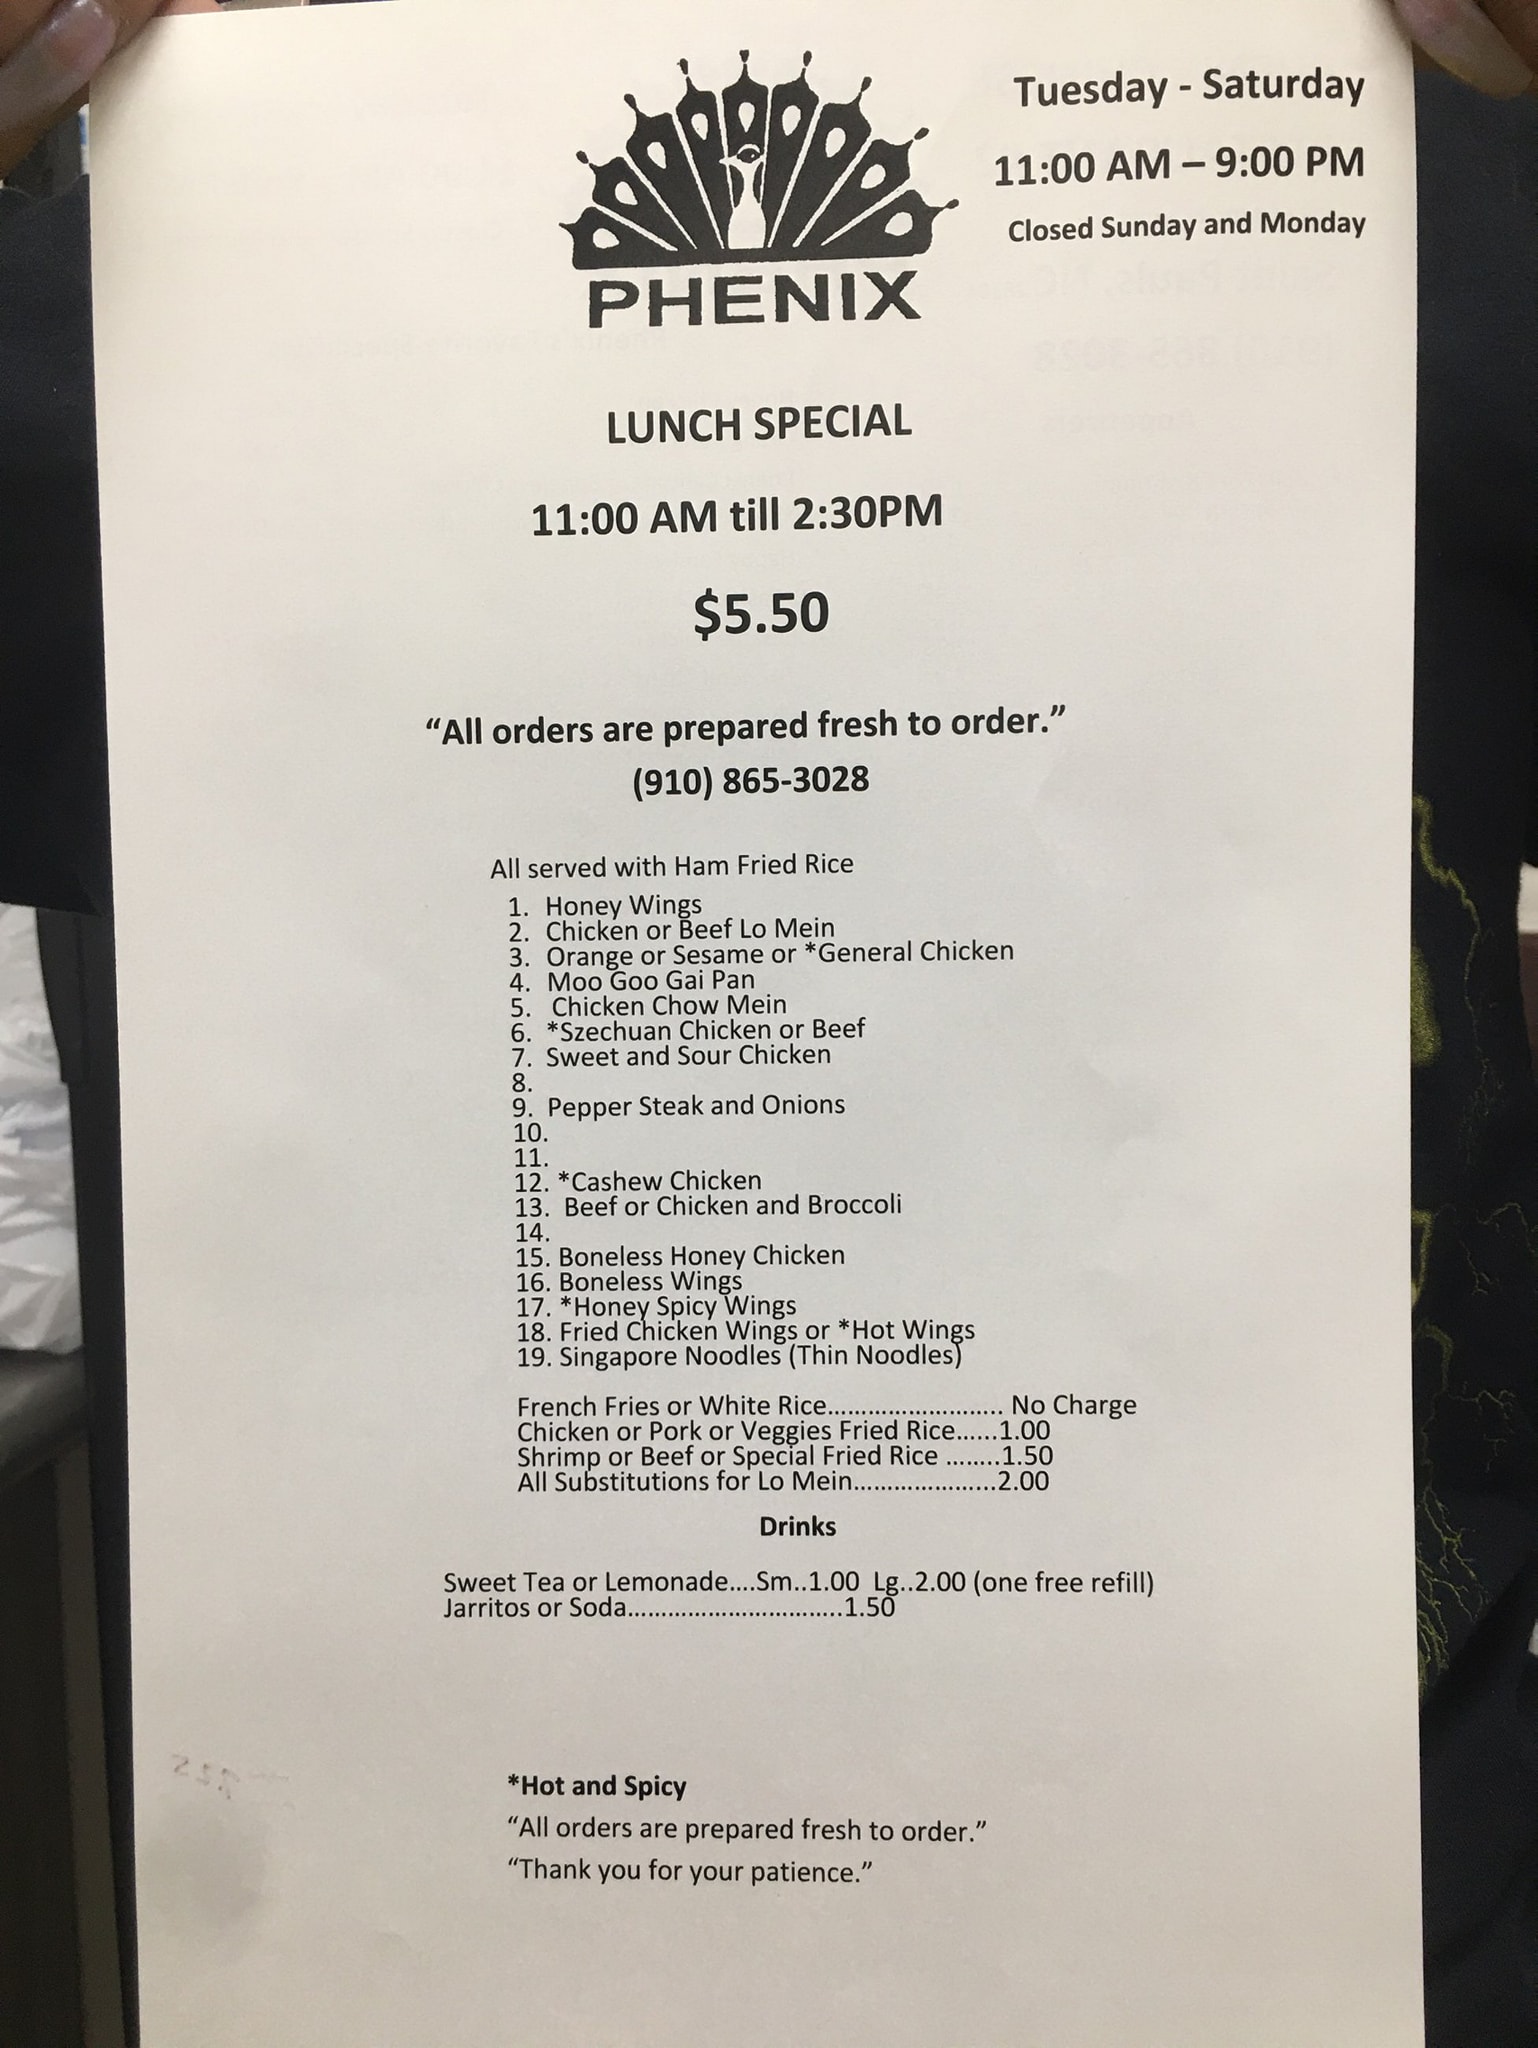 Tuesday - Saturday
11:00 AM – 9:00 PM
Closed Sunday and Monday
PHENIX
LUNCH SPECIAL
11:00 AM till 2:30PM
$5.50
“All orders are prepared fresh to order.”
(910) 865-3028
All served with Ham Fried Rice
1. Honey Wings
2. Chicken or Beef Lo Mein
3. Orange or Sesame or *General Chicken
4. Moo Goo Gai Pan
5. Chicken Chow Mein
6. *Szechuan Chicken or Beef
7. Sweet and Sour Chicken
8.
9. Pepper Steak and Onions
10.
11.
12. *Cashew Chicken
13. Beef or Chicken and Broccoli
14.
15. Boneless Honey Chicken
16. Boneless Wings
17. *Honey Spicy Wings
18. Fried Chicken Wings or *Hot Wings
19. Singapore Noodles (Thin Noodles)
French Fries or White Rice.......................... No Charge
Chicken or Pork or Veggies Fried Rice......1.00
Shrimp or Beef or Special Fried Rice ........1.50
All Substitutions for Lo Mein.....................2.00
Drinks
Sweet Tea or Lemonade....Sm..1.00 Lg..2.00 (one free refill)
Jarritos or Soda................................1.50
*Hot and Spicy
“All orders are prepared fresh to order.”
“Thank you for your patience.”